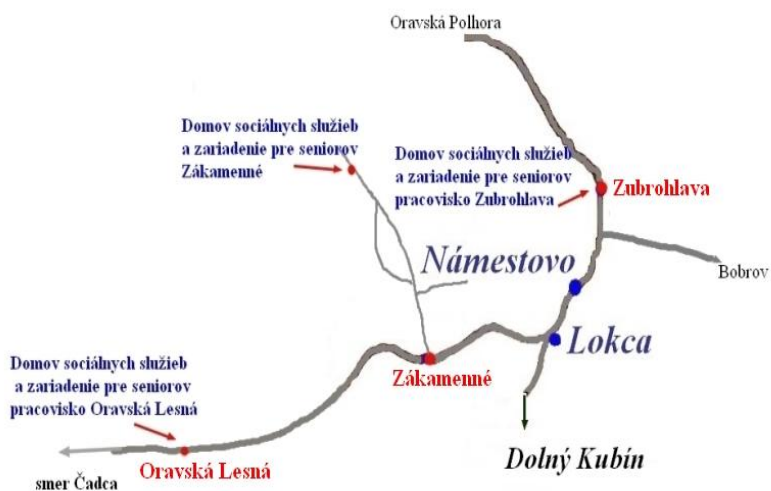 Oravská Polhora
Domov sociálnych služieb
a zariadenie pre seniorov
Zákamenné
Domov sociálnych služieb
a zariadenie pre seniorov
pracovisko Zubrohlava
Zubrohlava
Námestovo
Bobrov
Lokca
Domov sociálnych služieb
a zariadenie pre seniorov
pracovisko Oravská Lesná
Zákamenné
Dolný Kubín
Oravská Lesná
smer Čadca